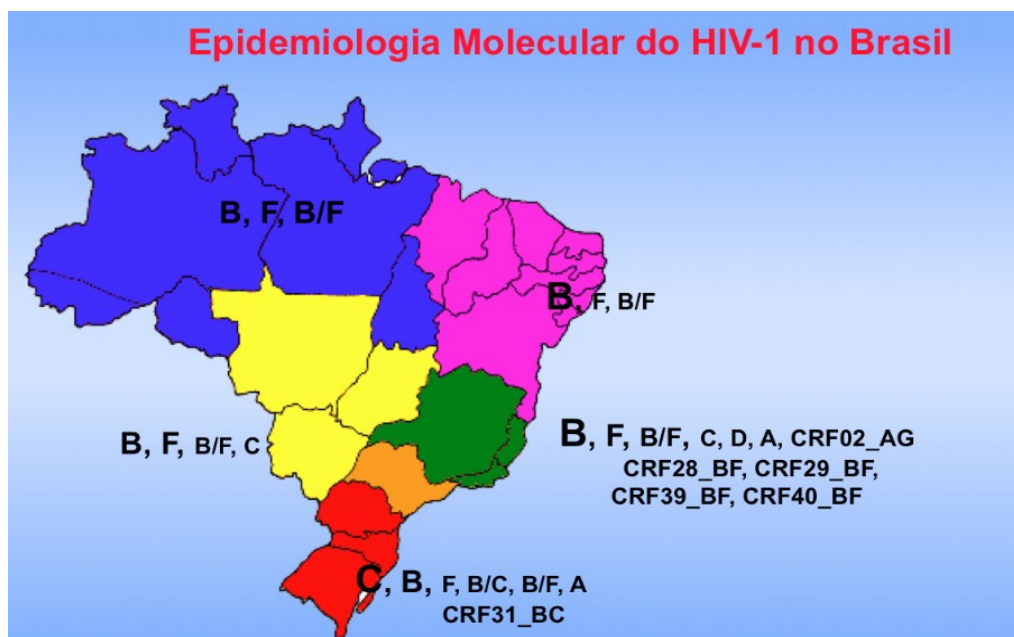 Epidemiologia Molecular do HIV-1 no Brasil
B, F, B/F
B, F, B/F
B, F, B/F, C
B, F, B/F, C, D, A, CRF02_AG
CRF28_BF, CRF29_BF,
CRF39_BF, CRF40_BF
C, B, F, B/C, B/F, A
CRF31_BC